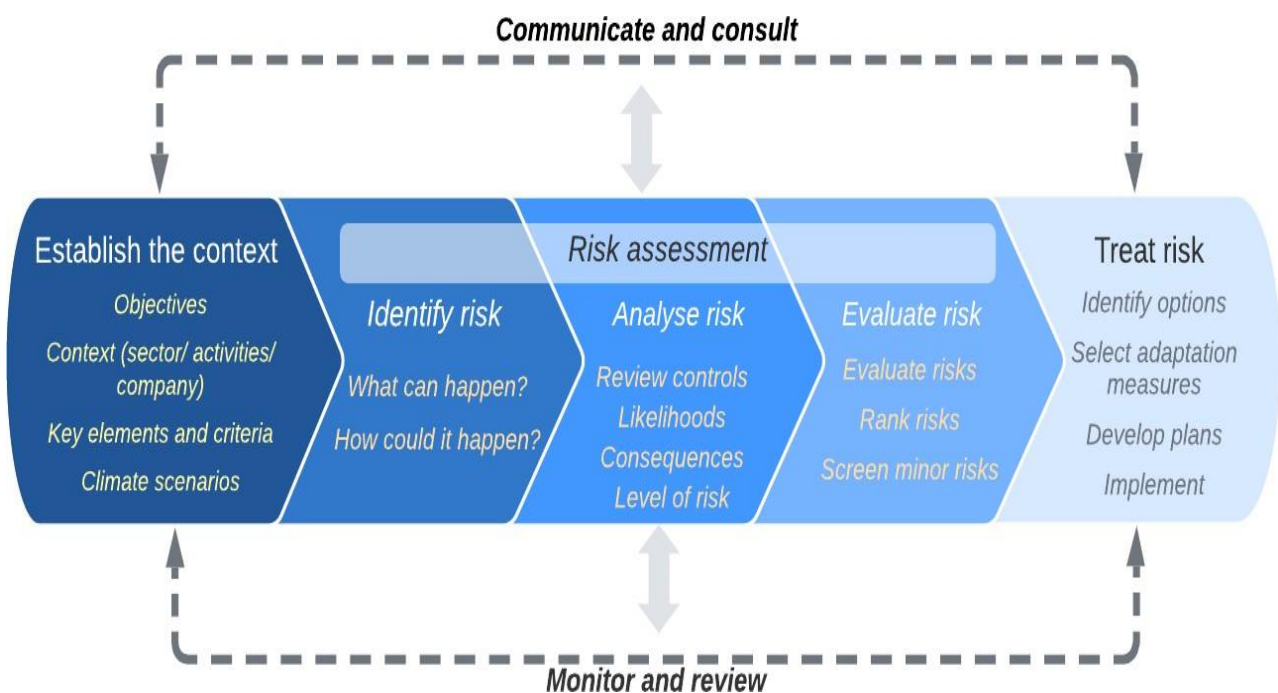 Communicate and consult
Establish the context
Objectives
Context (sector/ activities/
company)
Key elements and criteria
Climate scenarios
Risk assessment
Identify risk
What can happen?
How could it happen?
Analyse risk
Review controls
Likelihoods
Consequences
Level of risk
Evaluate risk
Evaluate risks
Rank risks
Screen minor risks
Treat risk
Identify options
Select adaptation
measures
Develop plans
Implement
Monitor and review